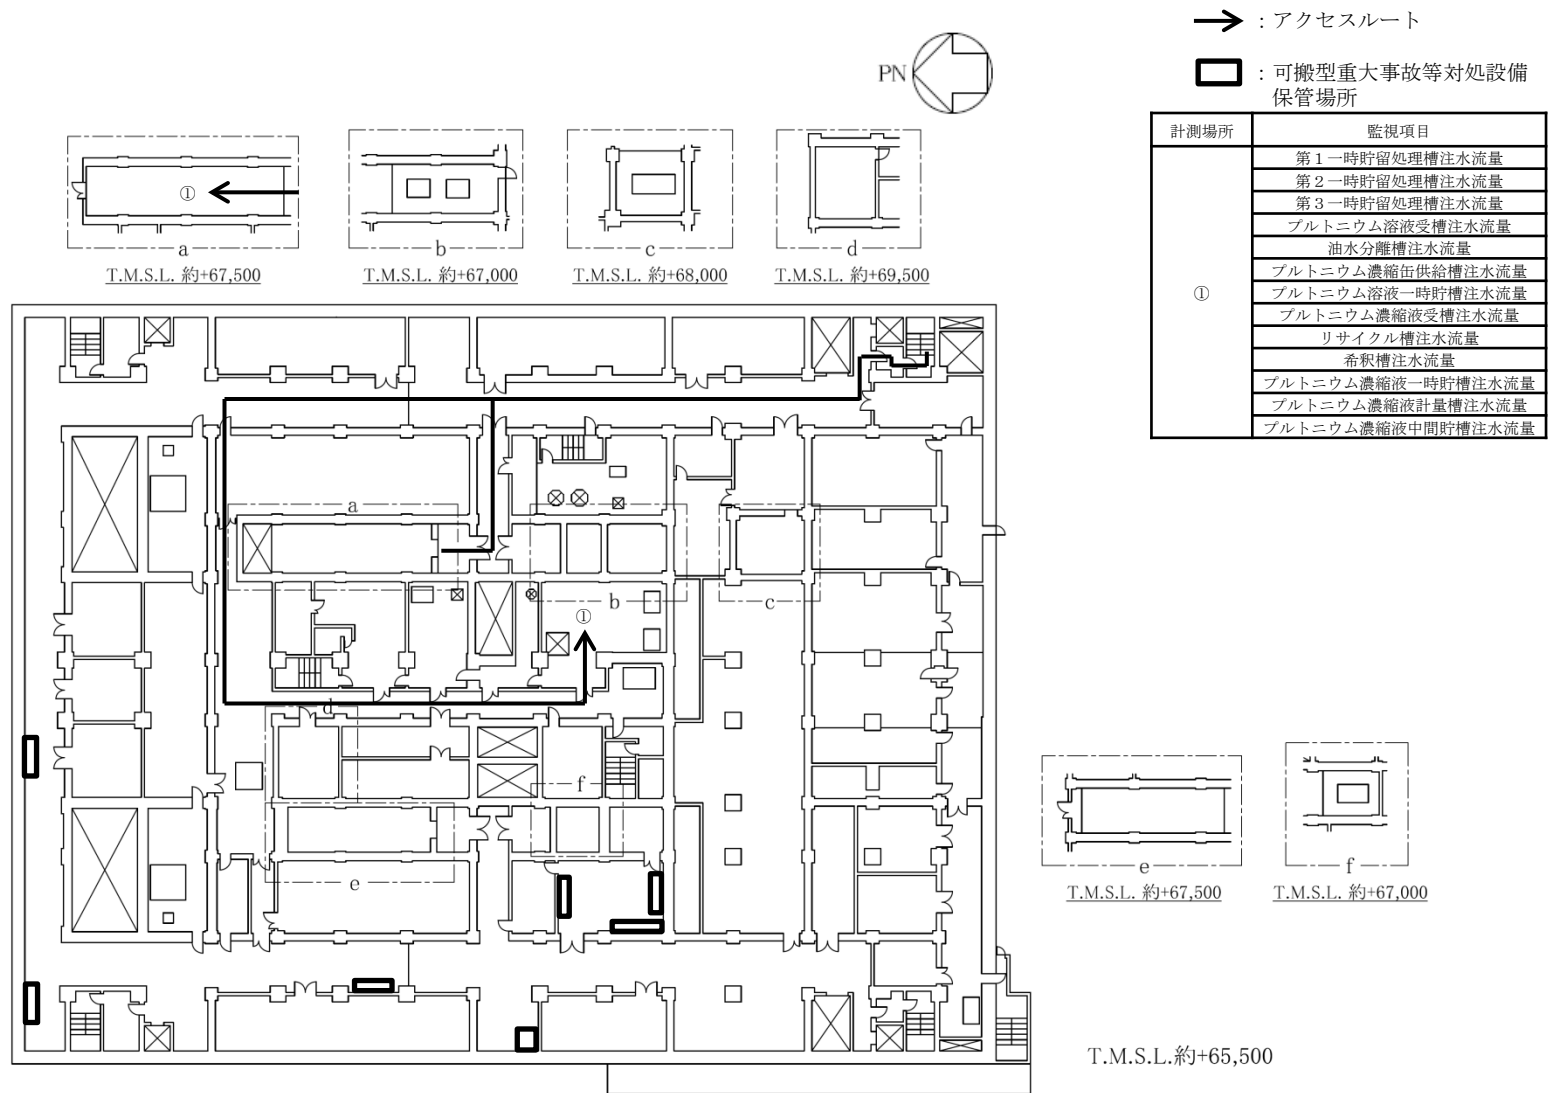 ：アクセスルート
：可搬型重大事故等対処設備
保管場所
PN
計測場所 監視項目
① 第１一時貯留処理槽注水流量
第２一時貯留処理槽注水流量
第３一時貯留処理槽注水流量
プルトニウム溶液受槽注水流量
油水分離槽注水流量
プルトニウム濃縮缶供給槽注水流量
プルトニウム溶液一時貯槽注水流量
プルトニウム濃縮液受槽注水流量
リサイクル槽注水流量
希釈槽注水流量
プルトニウム濃縮液一時貯槽注水流量
プルトニウム濃縮液計量槽注水流量
プルトニウム濃縮液中間貯槽注水流量
①
a
T.M.S.L. 約+67,500
b
T.M.S.L. 約+67,000
c
T.M.S.L. 約+68,000
d
T.M.S.L. 約+69,500
a
b
c
①
d
f
e
e
T.M.S.L. 約+67,500
f
T.M.S.L. 約+67,000
T.M.S.L.約+65,500